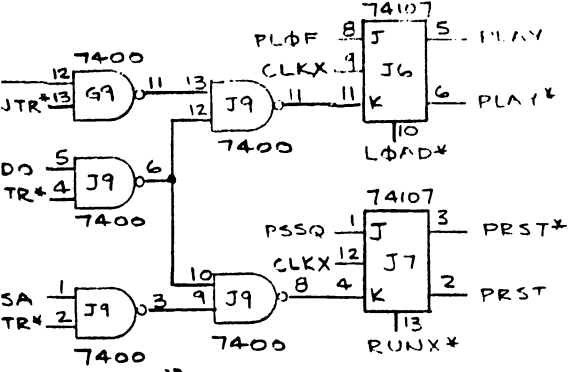 74107
7400
PLØF 8 J 5 PLAY
CLKX 9 J6
12 G9 11 13 J9 11 11 K 6 PLAY*
JTR* 13 12
10
7400 LØAD*
DO 5 J9 6
TR* 4
7400
74107
PSSQ 1 J 3 PRST*
CLKX 12 J7
10 J9 8 4 K 2 PRST
SA 1 J9 3 9
TR* 2
13
7400 7400 RUNX*